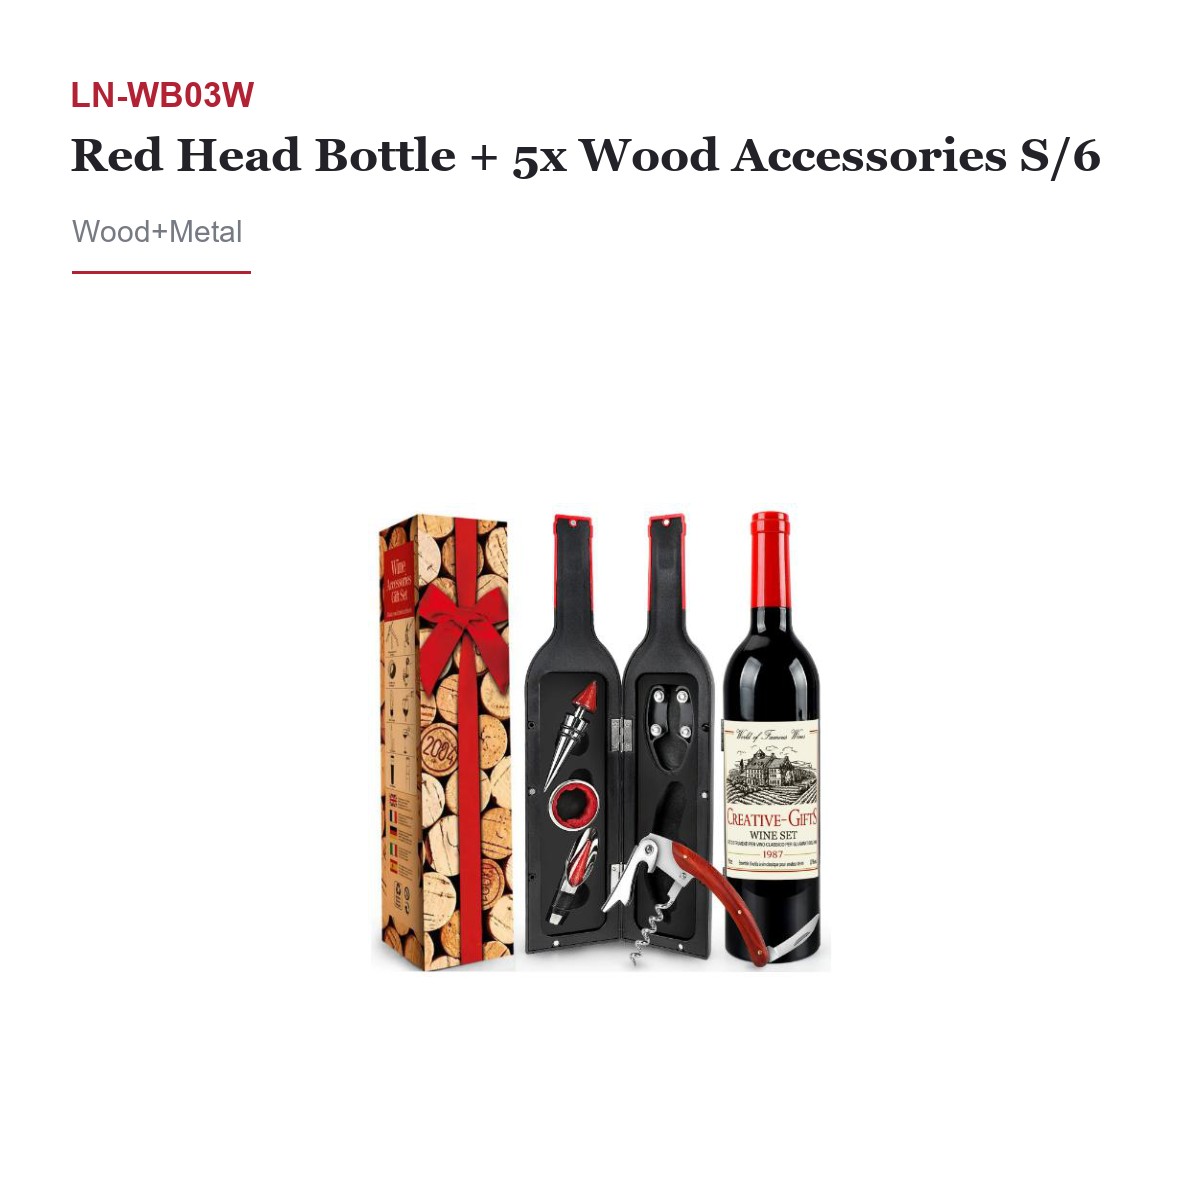 LN-WB03W
Red Head Bottle + 5x Wood Accessories S/6
Wood+Metal
Wine
Accessories
Gift Set
2004
World of Famous Wines
CREATIVE-GIFTS
WINE SET
1987